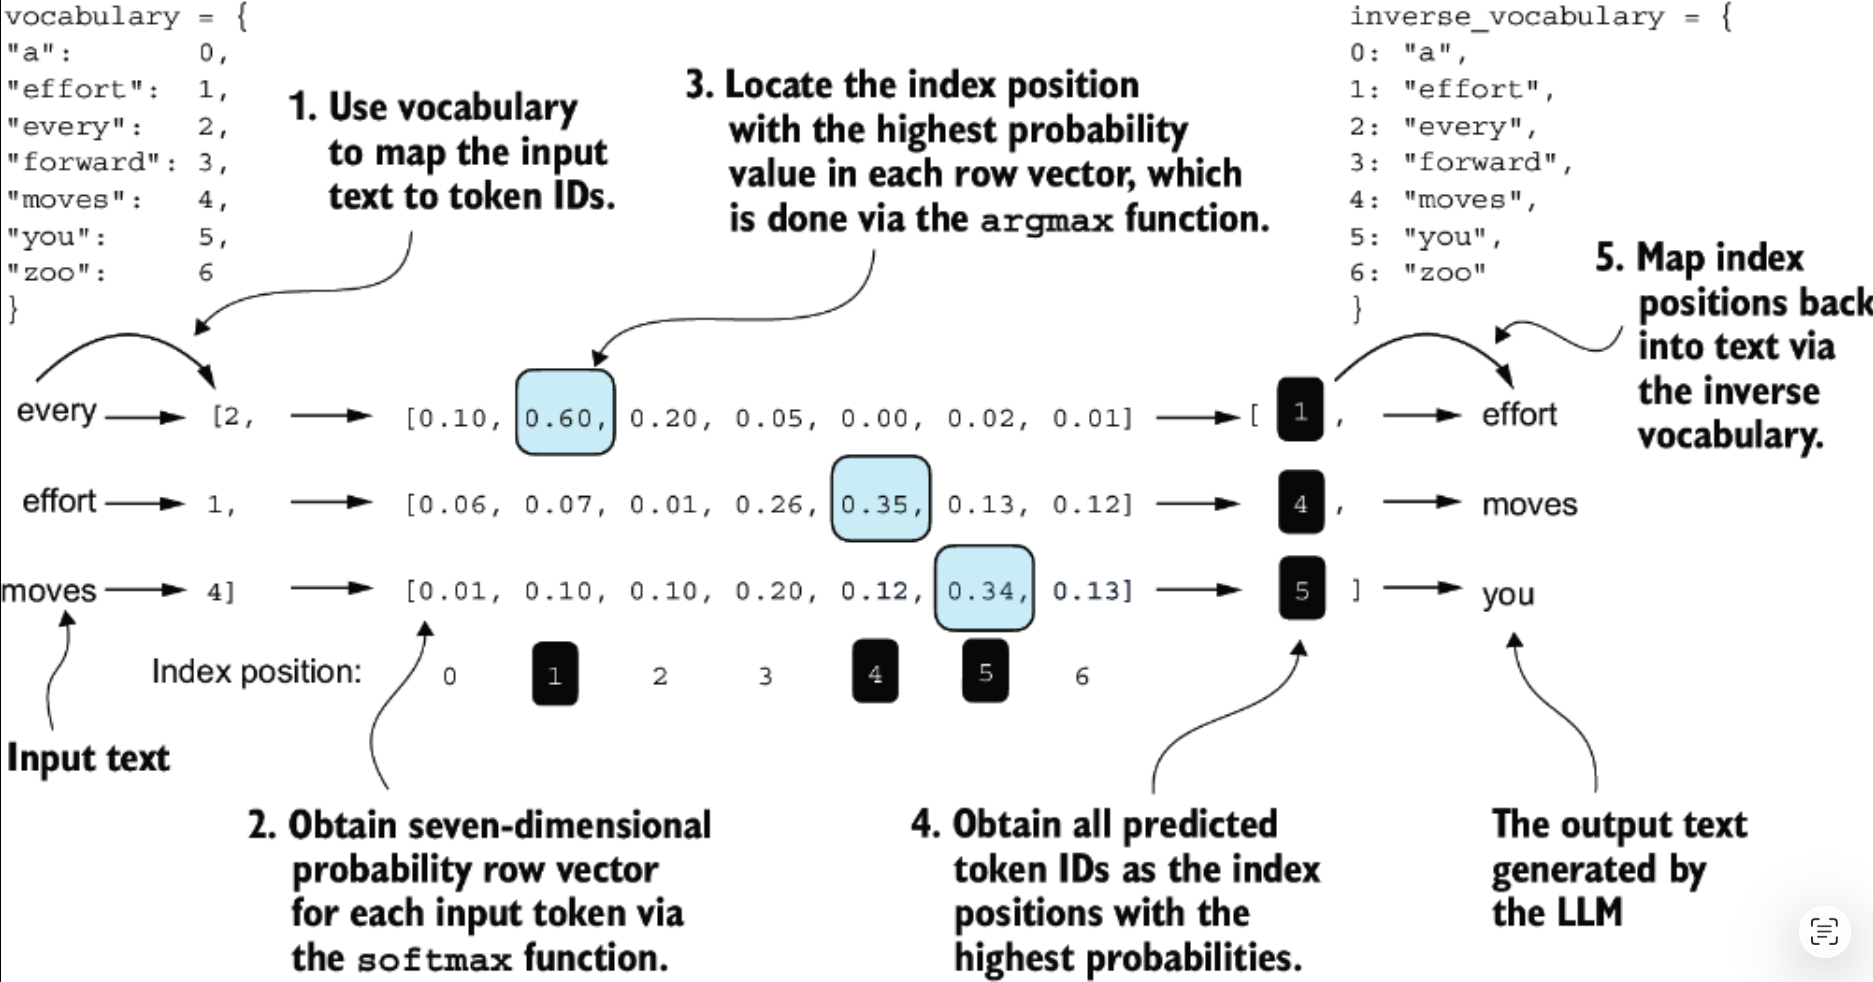 vocabulary = {
"a": 0,
"effort": 1,
"every": 2,
"forward": 3,
"moves": 4,
"you": 5,
"zoo": 6
}
1. Use vocabulary
to map the input
text to token IDs.
3. Locate the index position
with the highest probability
value in each row vector, which
is done via the argmax function.
inverse_vocabulary = {
0: "a",
1: "effort",
2: "every",
3: "forward",
4: "moves",
5: "you",
6: "zoo"
}
5. Map index
positions back
into text via
the inverse
vocabulary.
every [2, [0.10, 0.60, 0.20, 0.05, 0.00, 0.02, 0.01] [ 1 , effort
effort 1, [0.06, 0.07, 0.01, 0.26, 0.35, 0.13, 0.12] 4 , moves
moves 4] [0.01, 0.10, 0.10, 0.20, 0.12, 0.34, 0.13] 5 ] you
Index position: 0 1 2 3 4 5 6
Input text
2. Obtain seven-dimensional
probability row vector
for each input token via
the softmax function.
4. Obtain all predicted
token IDs as the index
positions with the
highest probabilities.
The output text
generated by
the LLM